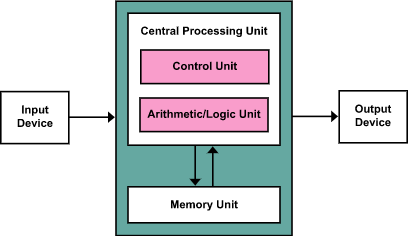 Central Processing Unit
Control Unit
Input
Device
Arithmetic/Logic Unit
Output
Device
Memory Unit